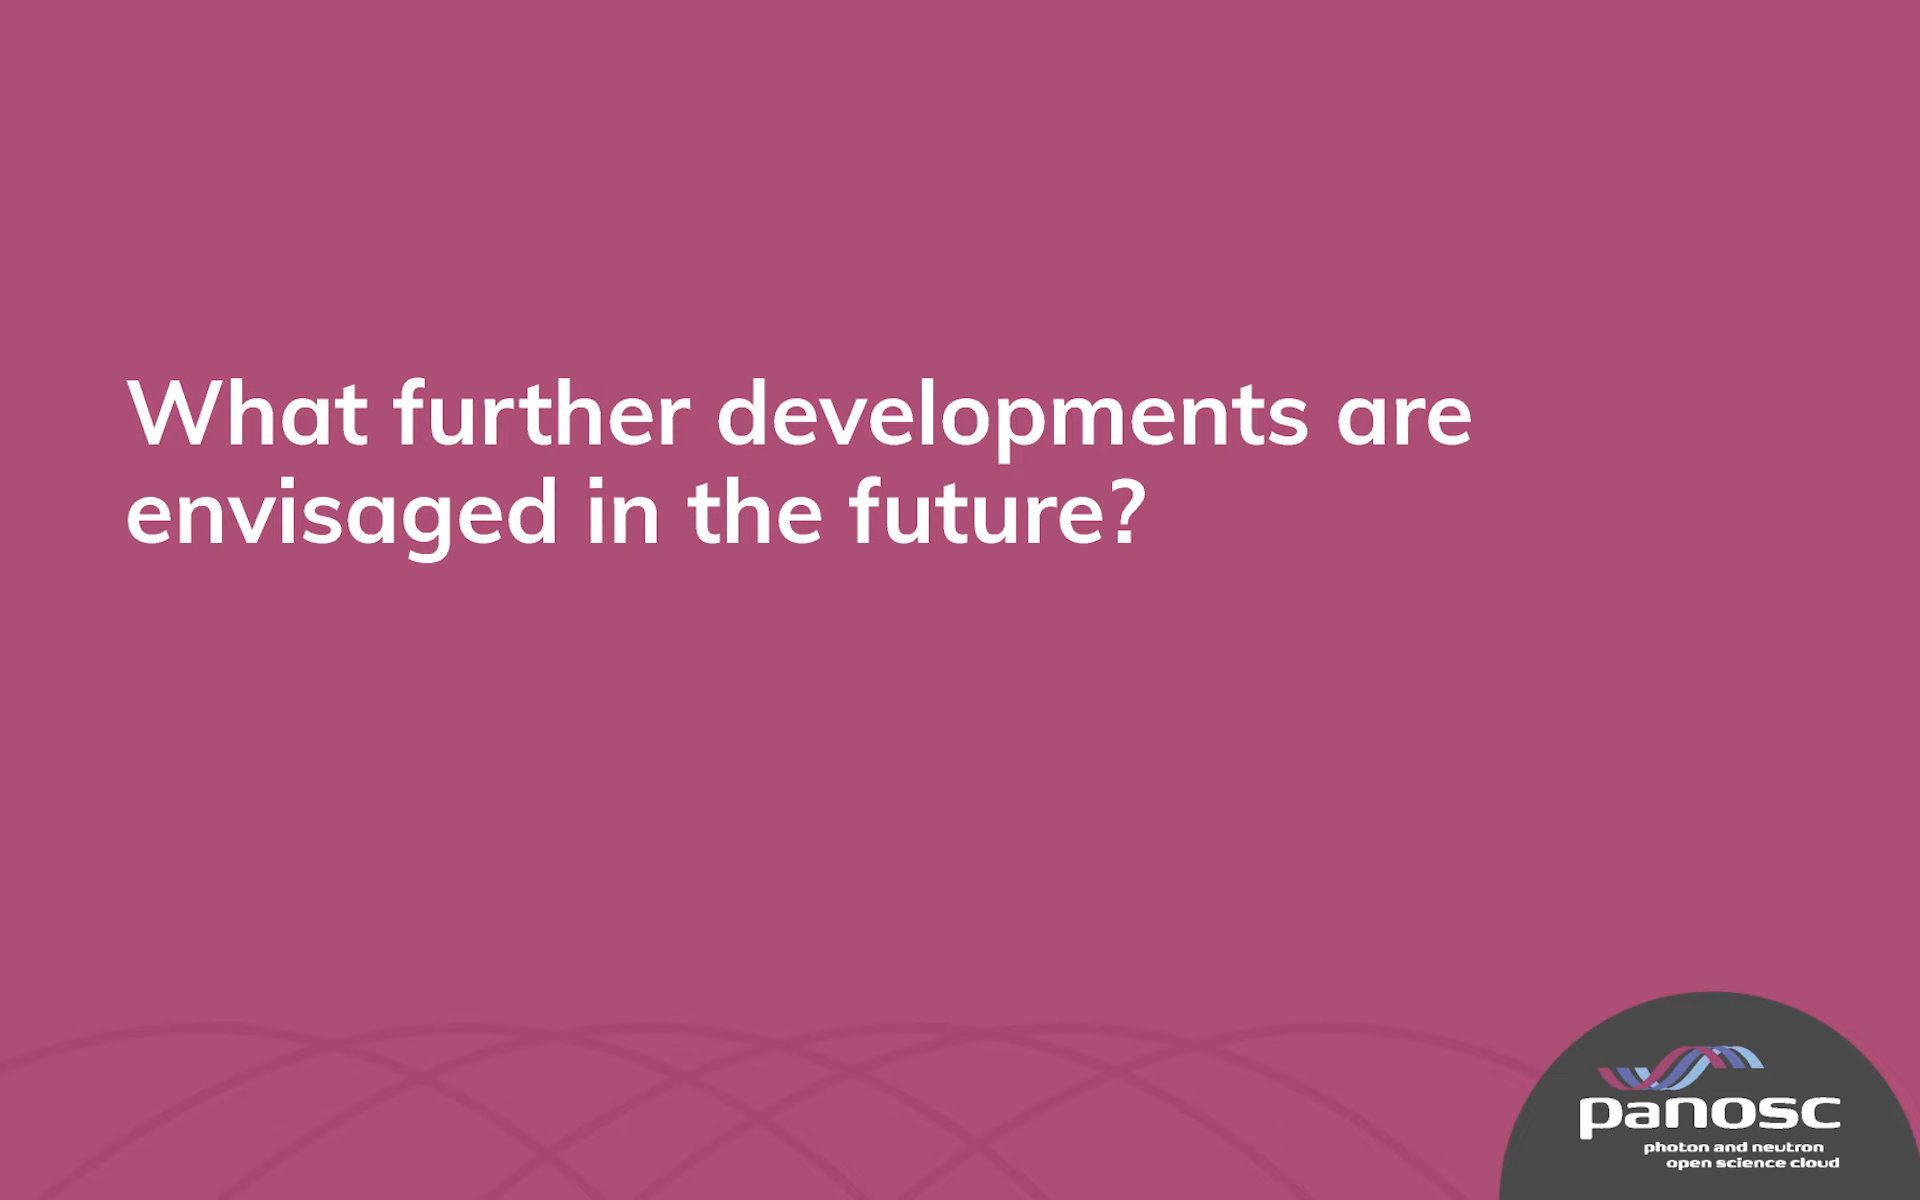 What further developments are
envisaged in the future?
panosc
photon and neutron
open science cloud